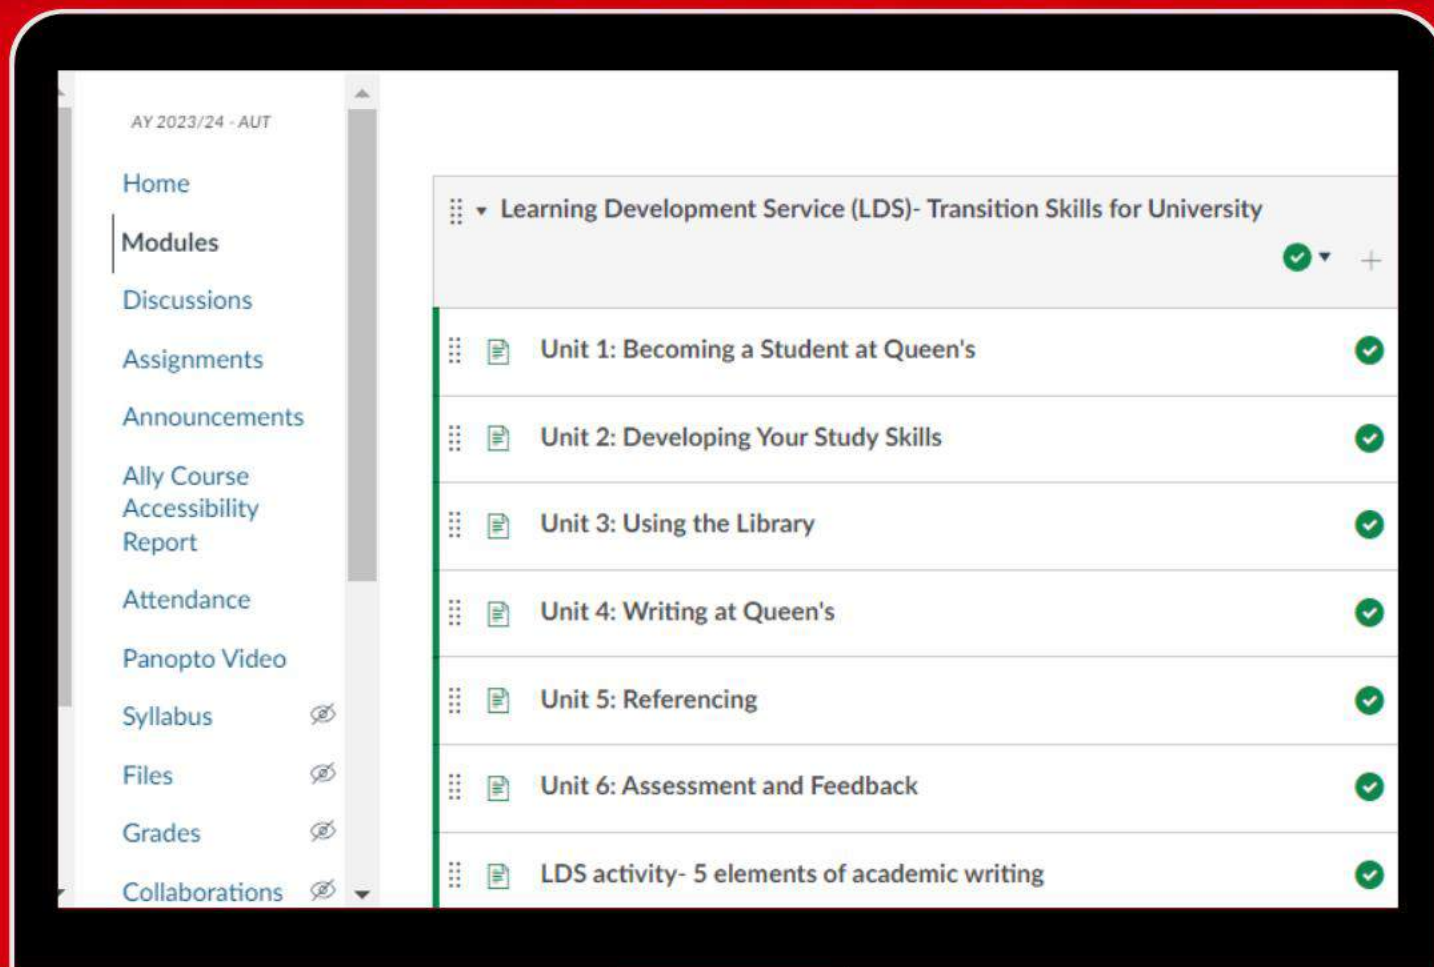 AY 2023/24 - AUT
Home
Modules
Discussions
Assignments
Announcements
Ally Course
Accessibility
Report
Attendance
Panopto Video
Syllabus
Files
Grades
Collaborations
Learning Development Service (LDS)- Transition Skills for University
Unit 1: Becoming a Student at Queen's
Unit 2: Developing Your Study Skills
Unit 3: Using the Library
Unit 4: Writing at Queen's
Unit 5: Referencing
Unit 6: Assessment and Feedback
LDS activity- 5 elements of academic writing